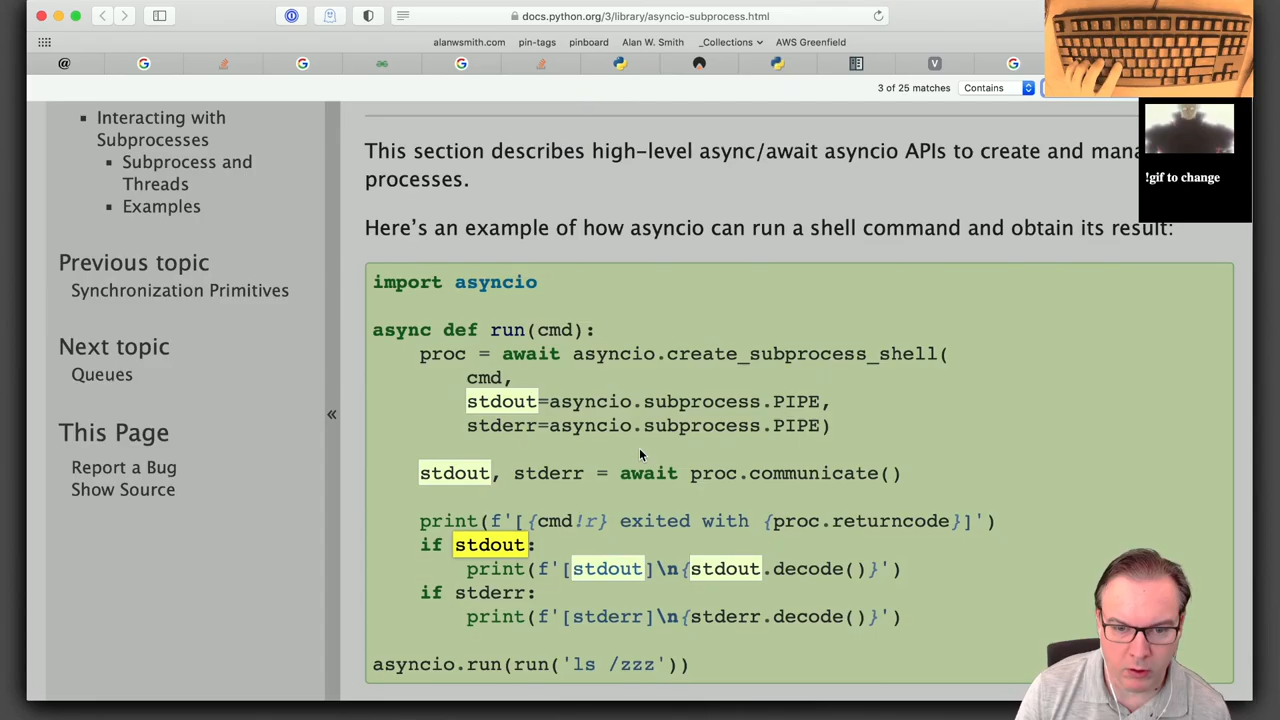 docs.python.org/3/library/asyncio-subprocess.html
alanwsmith.com pin-tags pinboard Alan W. Smith _Collections AWS Greenfield
3 of 25 matches Contains
Interacting with
Subprocesses
Subprocess and
Threads
Examples
Previous topic
Synchronization Primitives
Next topic
Queues
This Page
Report a Bug
Show Source
«
This section describes high-level async/await asyncio APIs to create and
processes.
Here's an example of how asyncio can run a shell command and obtain its result:
import asyncio
async def run(cmd):
proc = await asyncio.create_subprocess_shell(
cmd,
stdout=asyncio.subprocess.PIPE,
stderr=asyncio.subprocess.PIPE)
stdout, stderr = await proc.communicate()
print(f'[{cmd!r} exited with {proc.returncode}]')
if stdout:
print(f'[stdout]\n{stdout.decode()}')
if stderr:
print(f'[stderr]\n{stderr.decode()}')
asyncio.run(run('ls /zzz'))
!gif to change